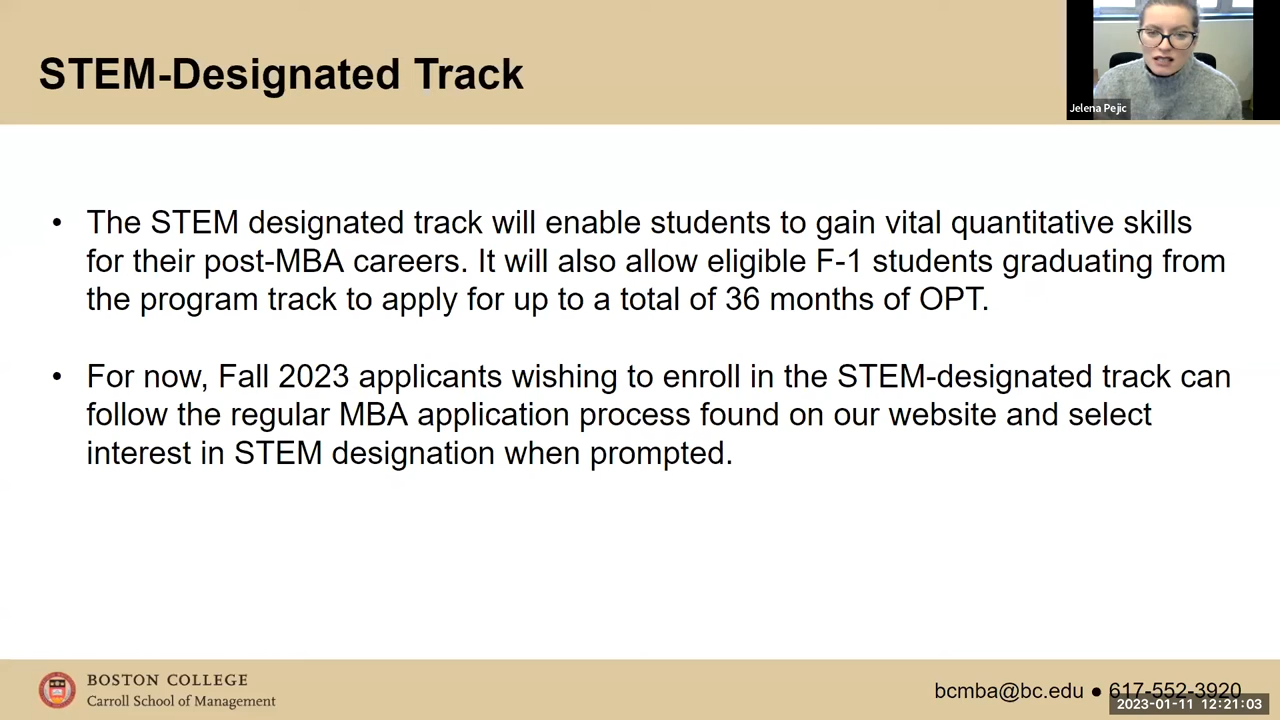 STEM-Designated Track
Jelena Pejic
• The STEM designated track will enable students to gain vital quantitative skills
for their post-MBA careers. It will also allow eligible F-1 students graduating from
the program track to apply for up to a total of 36 months of OPT.
• For now, Fall 2023 applicants wishing to enroll in the STEM-designated track can
follow the regular MBA application process found on our website and select
interest in STEM designation when prompted.
BOSTON COLLEGE
Carroll School of Management
bcmba@bc.edu ● 617-552-3920
2023-01-11 12:21:03